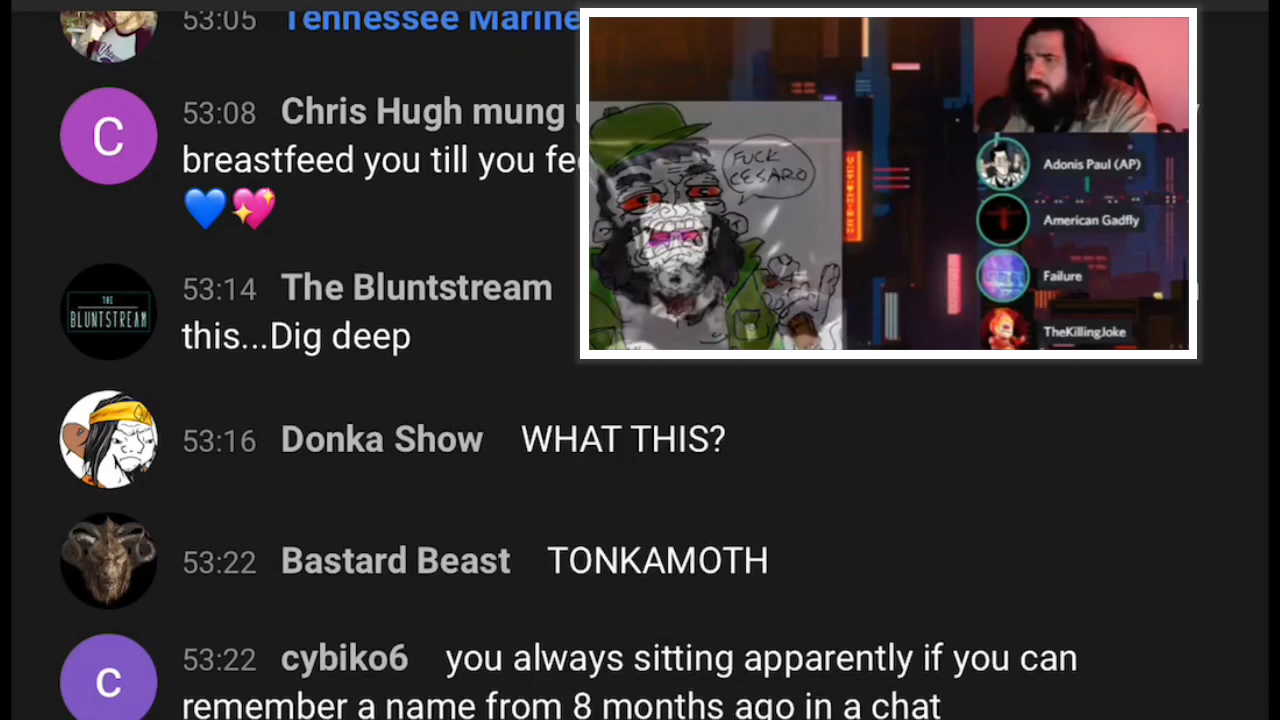 53:05 Tennessee Marine
C 53:08 Chris Hugh mung
breastfeed you till you fee
THE BLUNTSTREAM
53:14 The Bluntstream
this...Dig deep
53:16 Donka Show WHAT THIS?
53:22 Bastard Beast TONKAMOTH
c 53:22 cybiko6 you always sitting apparently if you can
remember a name from 8 months ago in a chat
FUCK
CESARO
Adonis Paul (AP)
American Gadfly
Failure
TheKillingJoke